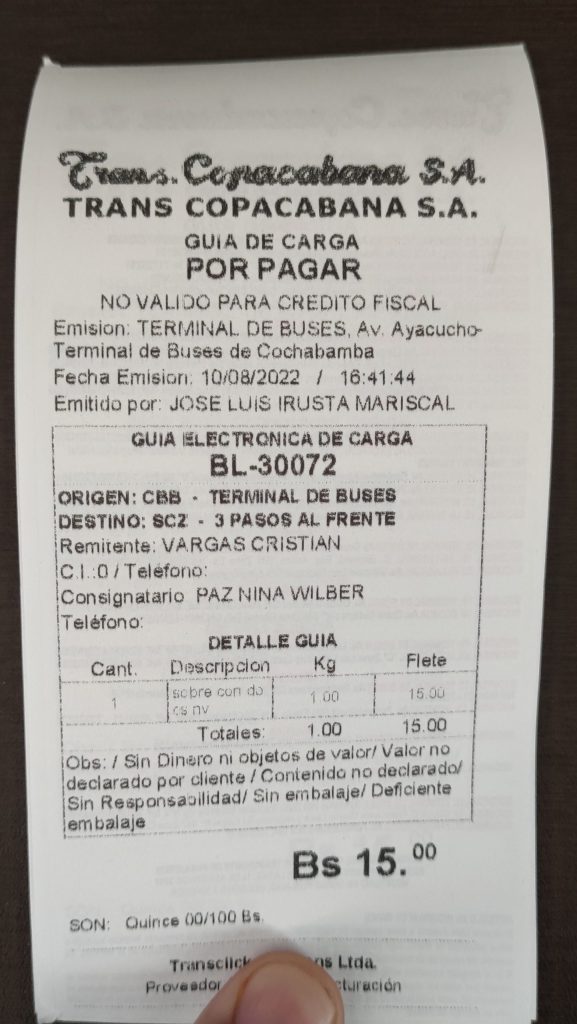 Trans. Copacabana S.A.
TRANS COPACABANA S.A.
GUIA DE CARGA
POR PAGAR
NO VALIDO PARA CREDITO FISCAL
Emision: TERMINAL DE BUSES, Av. Ayacucho-
Terminal de Buses de Cochabamba
Fecha Emision: 10/08/2022 / 16:41:44
Emitido por: JOSE LUIS IRUSTA MARISCAL
GUIA ELECTRONICA DE CARGA
BL-30072
ORIGEN: CBB - TERMINAL DE BUSES
DESTINO: SCZ - 3 PASOS AL FRENTE
Remitente: VARGAS CRISTIAN
C.I.:0 / Teléfono:
Consignatario PAZ NINA WILBER
Teléfono:
DETALLE GUIA
Cant. Descripcion Kg Flete
1 sobre con do 1.00 15.00
cs nv
Totales: 1.00 15.00
Obs: / Sin Dinero ni objetos de valor/ Valor no
declarado por cliente / Contenido no declarado/
Sin Responsabilidad/ Sin embalaje/ Deficiente
embalaje
Bs 15.00
SON: Quince 00/100 Bs.
Ltda.
Proveedor